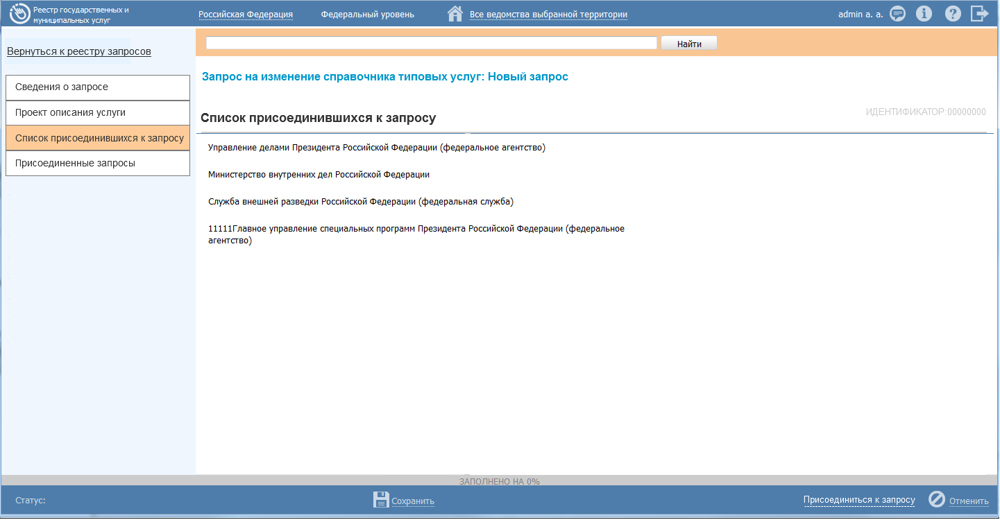 Реестр государственных и
муниципальных услуг
Российская Федерация
Федеральный уровень
Все ведомства выбранной территории
admin a. a.
Найти
Вернуться к реестру запросов
Сведения о запросе
Проект описания услуги
Список присоединившихся к запросу
Присоединенные запросы
Запрос на изменение справочника типовых услуг: Новый запрос
Список присоединившихся к запросу
ИДЕНТИФИКАТОР:00000000
Управление делами Президента Российской Федерации (федеральное агентство)
Министерство внутренних дел Российской Федерации
Служба внешней разведки Российской Федерации (федеральная служба)
11111Главное управление специальных программ Президента Российской Федерации (федеральное
агентство)
ЗАПОЛНЕНО НА 0%
Статус:
Сохранить
Присоединиться к запросу
Отменить